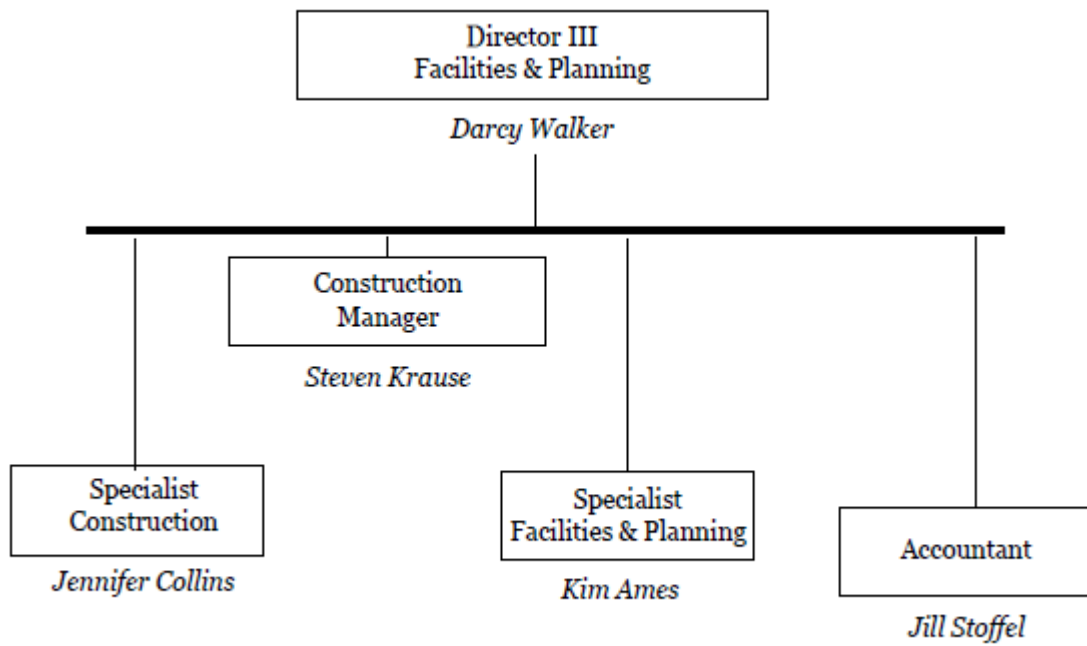 Director III
Facilities & Planning
Darcy Walker
Construction
Manager
Steven Krause
Specialist
Construction
Jennifer Collins
Specialist
Facilities & Planning
Kim Ames
Accountant
Jill Stoffel